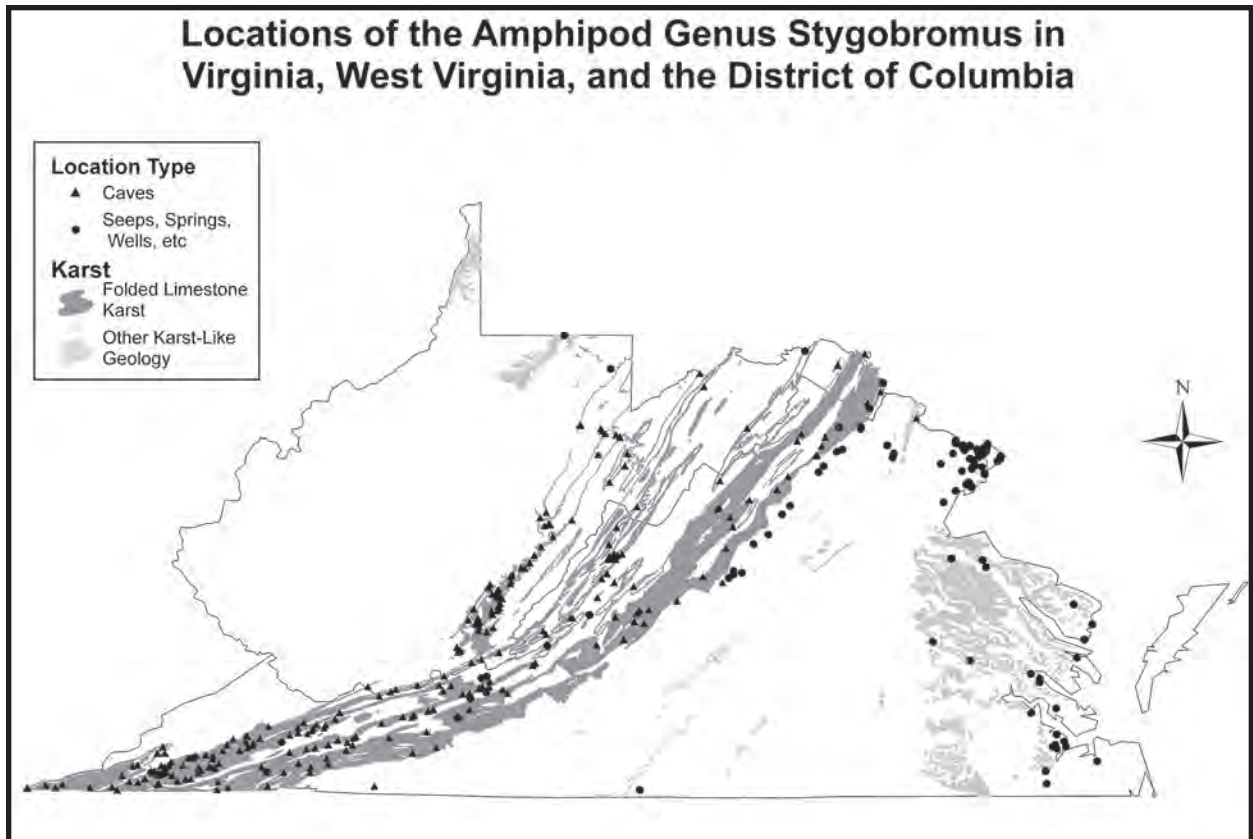 Locations of the Amphipod Genus Stygobromus in
Virginia, West Virginia, and the District of Columbia
Location Type
Caves
Seeps, Springs,
Wells, etc
Karst
Folded Limestone
Karst
Other Karst-Like
Geology
N